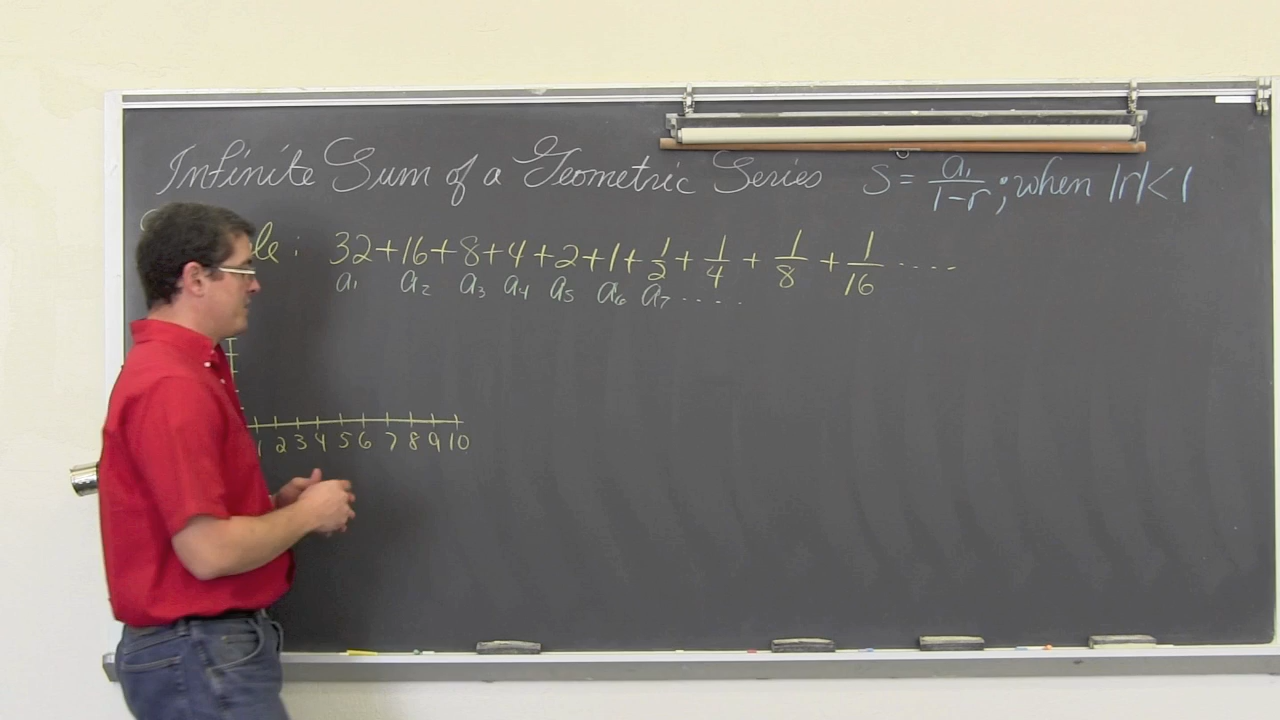 Infinite Sum of a Geometric Series S = a₁/(1-r) ; when |r| < 1
le : 32+16+8+4+2+1+1/2+1/4+1/8+1/16 ....
a₁ a₂ a₃ a₄ a₅ a₆ a₇ .....
1 2 3 4 5 6 7 8 9 10